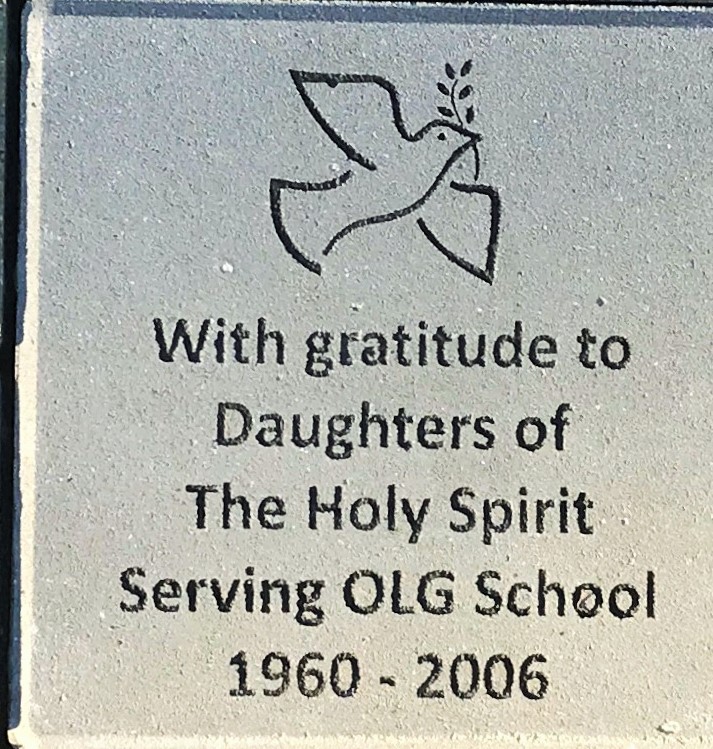 With gratitude to
Daughters of
The Holy Spirit
Serving OLG School
1960 - 2006